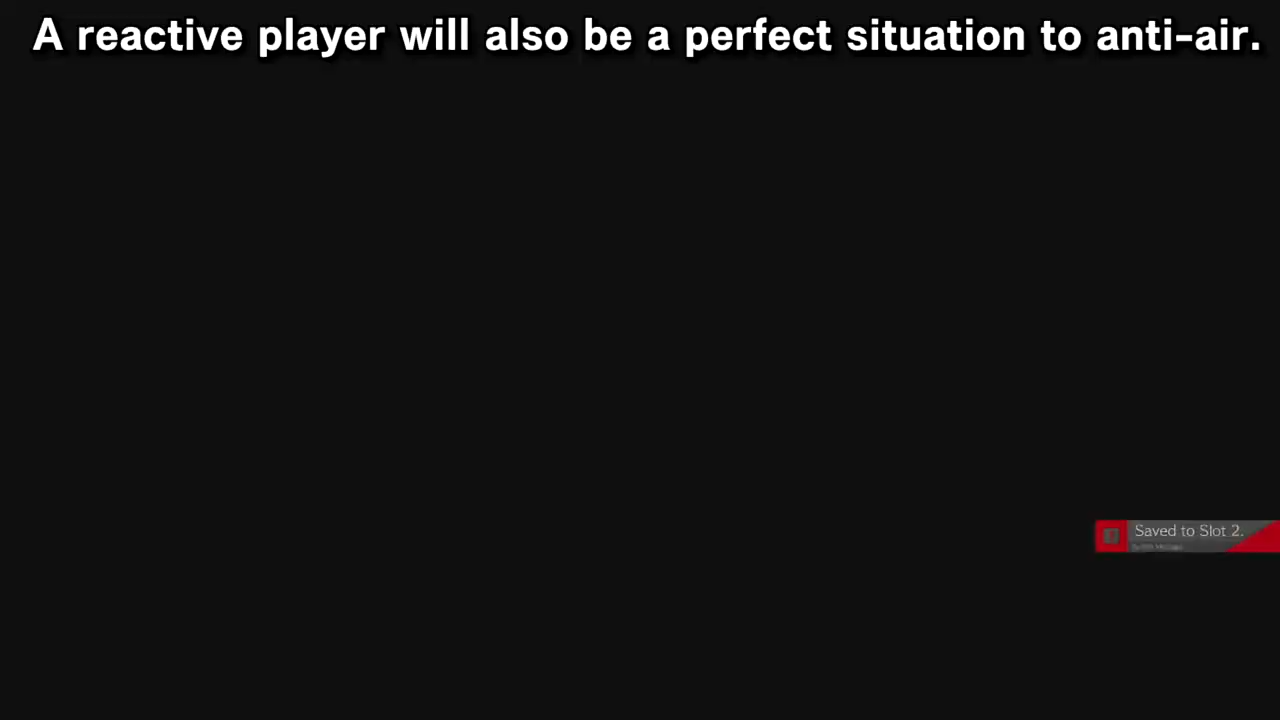 A reactive player will also be a perfect situation to anti-air.
Saved to Slot 2.